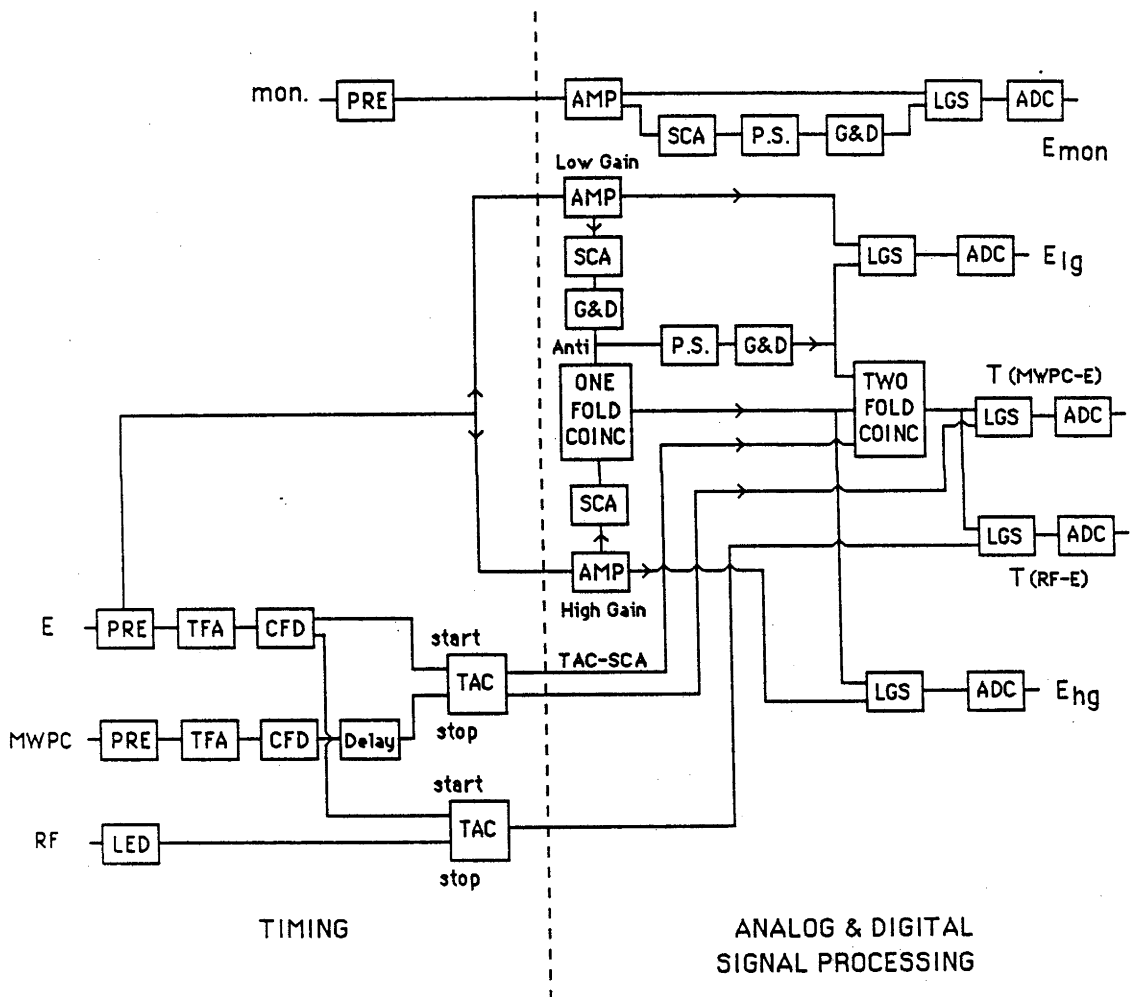 mon. PRE AMP LGS ADC
SCA P.S. G&D
Emon
Low Gain
AMP
SCA LGS ADC Elg
G&D
Anti P.S. G&D
ONE FOLD COINC
TWO FOLD COINC
T (MWPC-E)
LGS ADC
SCA
LGS ADC
T (RF-E)
AMP
High Gain
E PRE TFA CFD
start
TAC
stop
TAC-SCA
LGS ADC Ehg
MWPC PRE TFA CFD Delay
start
TAC
stop
RF LED
TIMING
ANALOG & DIGITAL
SIGNAL PROCESSING